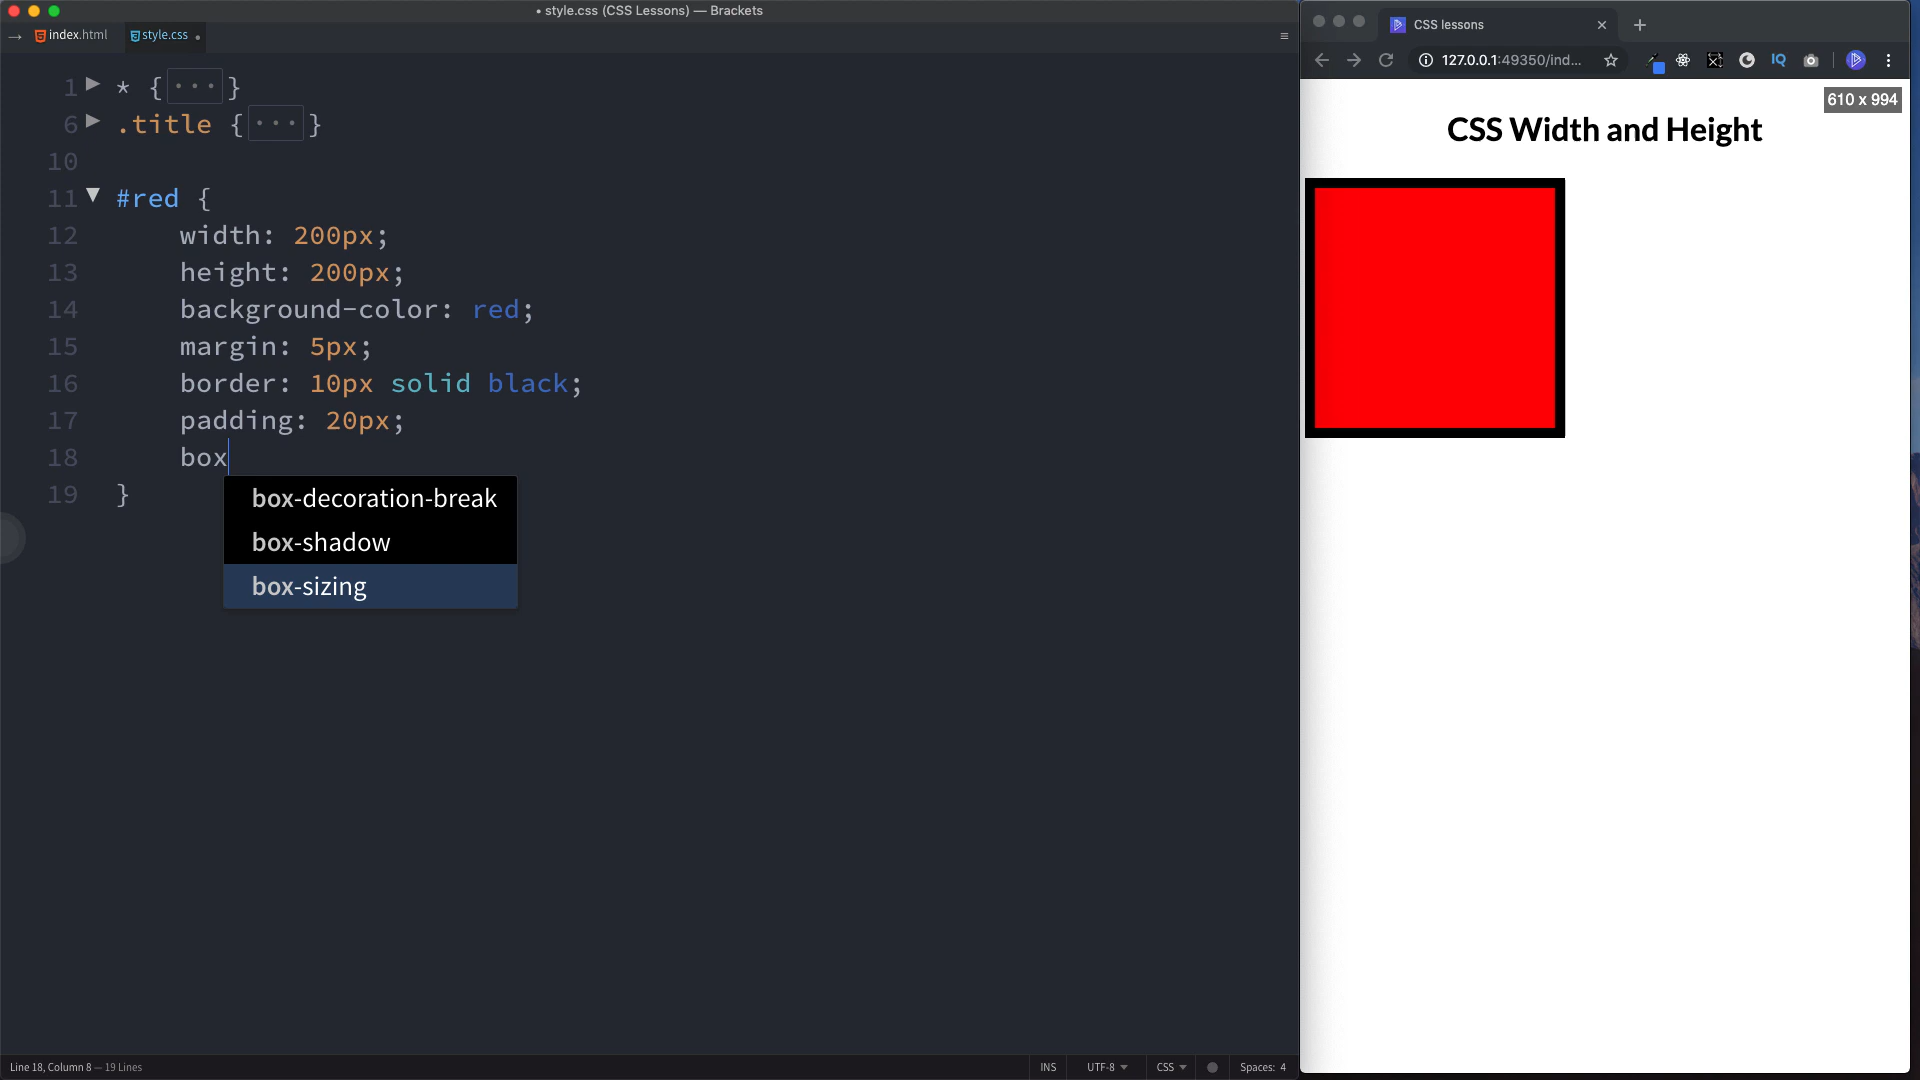 • style.css (CSS Lessons) — Brackets
index.html
style.css •
1 * {···}
6 .title {···}
10
11 #red {
12 width: 200px;
13 height: 200px;
14 background-color: red;
15 margin: 5px;
16 border: 10px solid black;
17 padding: 20px;
18 box
19 }
box-decoration-break
box-shadow
box-sizing
Line 18, Column 8 — 19 Lines
INS UTF-8 CSS Spaces: 4
CSS lessons
127.0.0.1:49350/ind...
IQ
610 x 994
CSS Width and Height